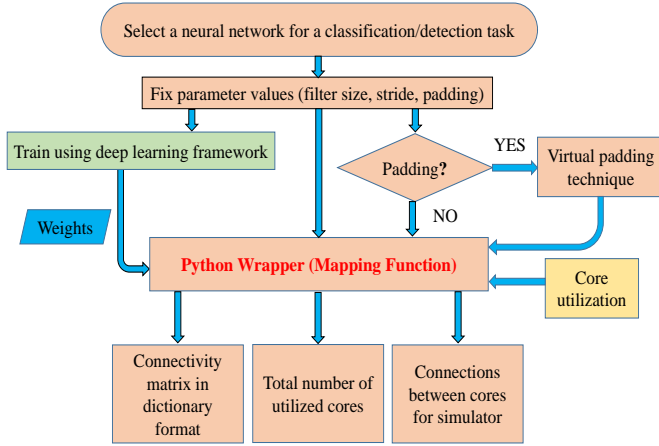 Select a neural network for a classification/detection task
Fix parameter values (filter size, stride, padding)
Train using deep learning framework
Padding?
YES
Virtual padding
technique
NO
Weights
Python Wrapper (Mapping Function)
Core
utilization
Connectivity
matrix in
dictionary
format
Total number of
utilized cores
Connections
between cores
for simulator